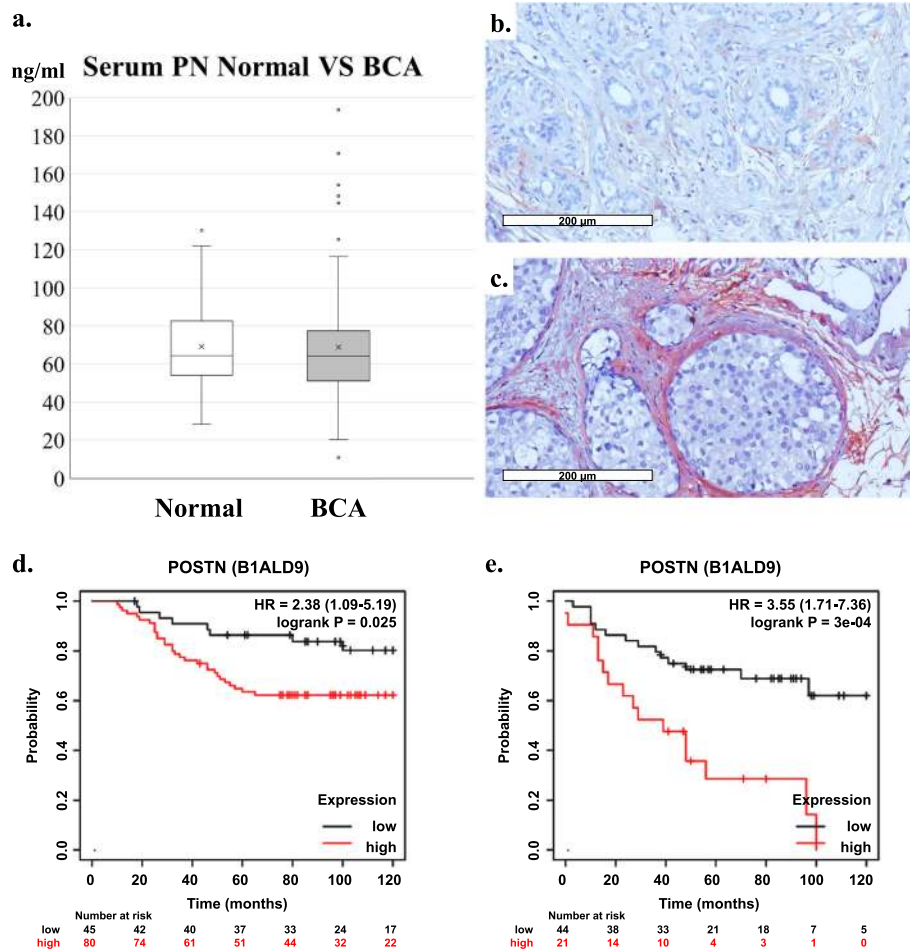 a.
ng/ml Serum PN Normal VS BCA
200
180
160
140
120
100
80
60
40
20
0
Normal BCA
b.
200 µm
c.
200 µm
d.
POSTN (B1ALD9)
HR = 2.38 (1.09-5.19)
logrank P = 0.025
Probability
1.0
0.8
0.6
0.4
0.2
0.0
Expression
low
high
0 20 40 60 80 100 120
Time (months)
Number at risk
low 45 42 40 37 33 24 17
high 80 74 61 51 44 32 22
e.
POSTN (B1ALD9)
HR = 3.55 (1.71-7.36)
logrank P = 3e-04
Probability
1.0
0.8
0.6
0.4
0.2
0.0
Expression
low
high
0 20 40 60 80 100 120
Time (months)
Number at risk
low 44 38 33 21 18 7 5
high 21 14 10 4 3 1 0